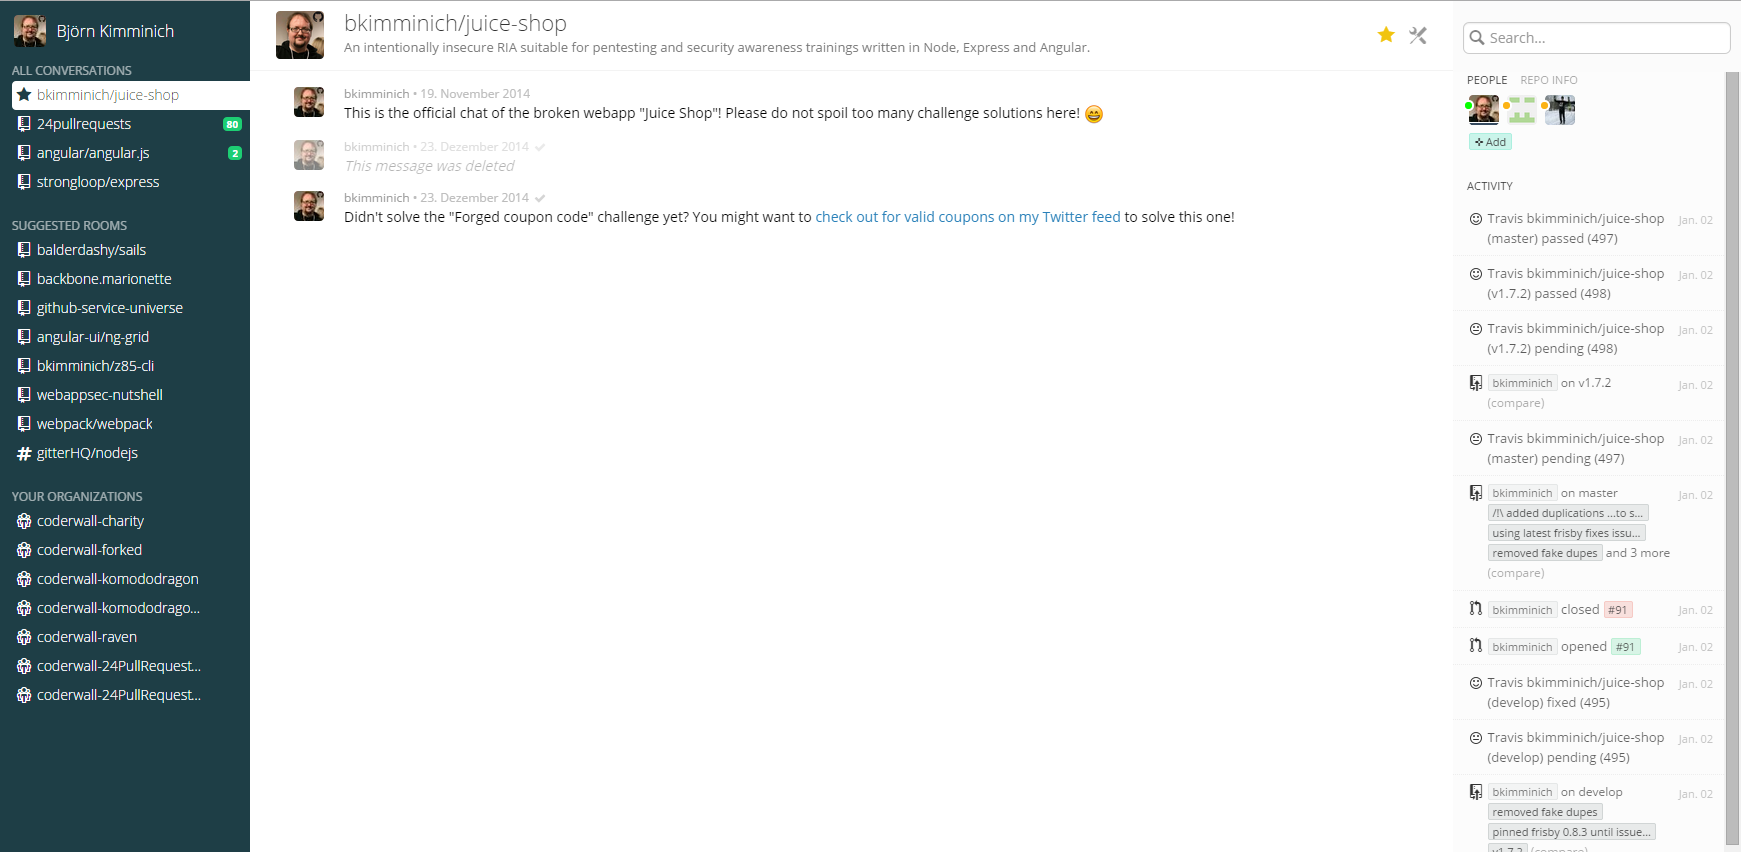 Björn Kimminich
ALL CONVERSATIONS
bkimminich/juice-shop
24pullrequests 80
angular/angular.js 2
strongloop/express
SUGGESTED ROOMS
balderdashy/sails
backbone.marionette
github-service-universe
angular-ui/ng-grid
bkimminich/z85-cli
webappsec-nutshell
webpack/webpack
gitterHQ/nodejs
YOUR ORGANIZATIONS
coderwall-charity
coderwall-forked
coderwall-komododragon
coderwall-komododrago...
coderwall-raven
coderwall-24PullRequest...
coderwall-24PullRequest...
bkimminich/juice-shop
An intentionally insecure RIA suitable for pentesting and security awareness trainings written in Node, Express and Angular.
bkimminich • 19. November 2014
This is the official chat of the broken webapp "Juice Shop"! Please do not spoil too many challenge solutions here!
bkimminich • 23. Dezember 2014
This message was deleted
bkimminich • 23. Dezember 2014
Didn't solve the "Forged coupon code" challenge yet? You might want to check out for valid coupons on my Twitter feed to solve this one!
Search...
PEOPLE REPO INFO
Add
ACTIVITY
Travis bkimminich/juice-shop Jan. 02
(master) passed (497)
Travis bkimminich/juice-shop Jan. 02
(v1.7.2) passed (498)
Travis bkimminich/juice-shop Jan. 02
(v1.7.2) pending (498)
bkimminich on v1.7.2 Jan. 02
(compare)
Travis bkimminich/juice-shop Jan. 02
(master) pending (497)
bkimminich on master Jan. 02
/!\ added duplications ...to s...
using latest frisby fixes issu...
removed fake dupes and 3 more
(compare)
bkimminich closed #91 Jan. 02
bkimminich opened #91 Jan. 02
Travis bkimminich/juice-shop Jan. 02
(develop) fixed (495)
Travis bkimminich/juice-shop Jan. 02
(develop) pending (495)
bkimminich on develop Jan. 02
removed fake dupes
pinned frisby 0.8.3 until issue...
v1.7.2 (compare)